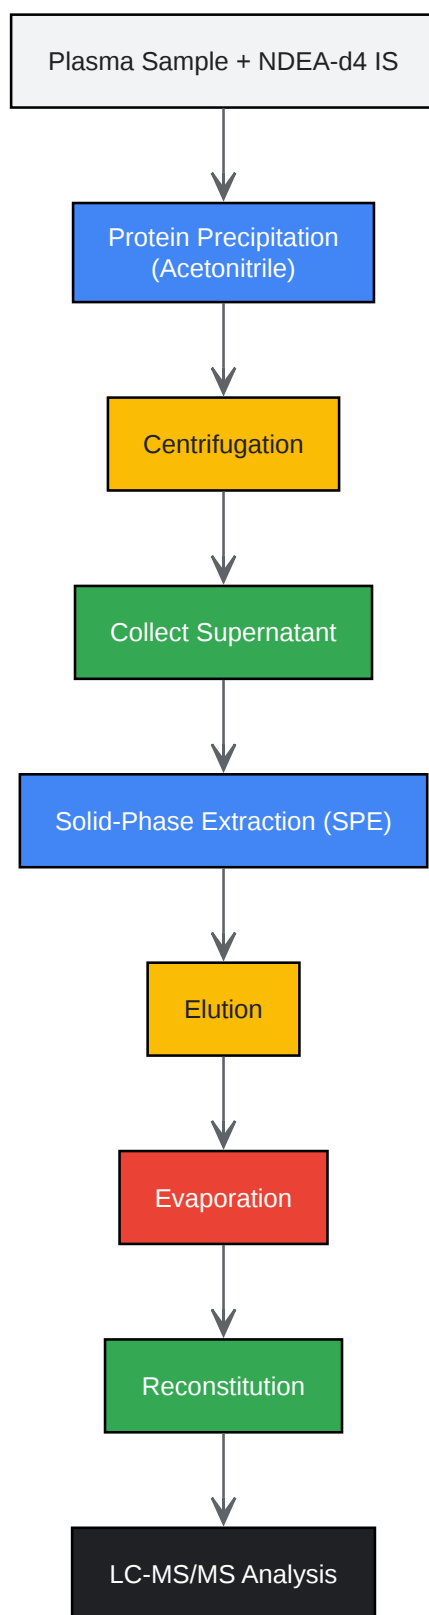 Plasma Sample + NDEA-d4 IS
Protein Precipitation
(Acetonitrile)
Centrifugation
Collect Supernatant
Solid-Phase Extraction (SPE)
Elution
Evaporation
Reconstitution
LC-MS/MS Analysis